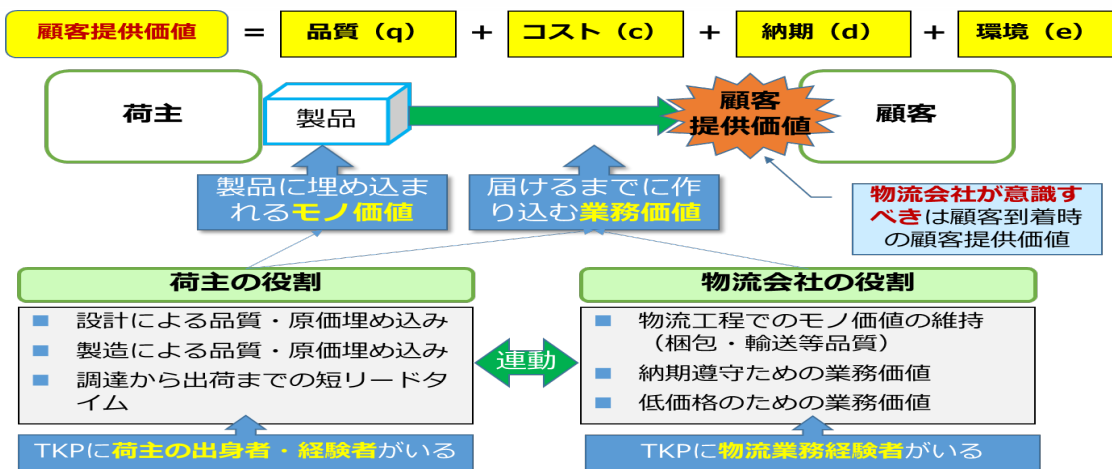 顧客提供価値 = 品質（q） + コスト（c） + 納期（d） + 環境（e）
荷主
製品
顧客
提供価値
顧客
製品に埋め込ま
れるモノ価値
届けるまでに作
り込む業務価値
物流会社が意識す
べきは顧客到着時
の顧客提供価値
荷主の役割
設計による品質・原価埋め込み
製造による品質・原価埋め込み
調達から出荷までの短リードタ
イム
連動
物流会社の役割
物流工程でのモノ価値の維持
（梱包・輸送等品質）
納期遵守ための業務価値
低価格のための業務価値
TKPに荷主の出身者・経験者がいる
TKPに物流業務経験者がいる